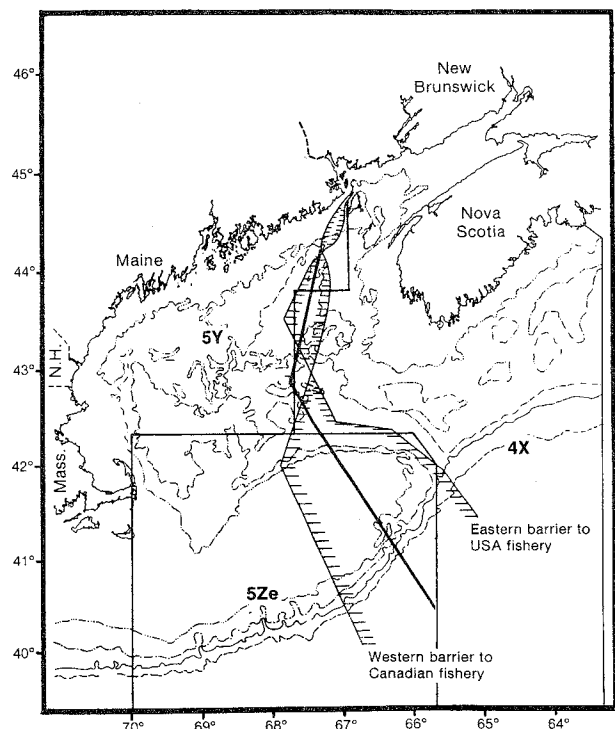 46°
New
Brunswick
45°
Nova
Scotia
44°
Maine
5Y
N.H.
43°
Mass.
42°
4X
Eastern barrier to
USA fishery
41°
5Ze
40°
Western barrier to
Canadian fishery
70° 69° 68° 67° 66° 65° 64°